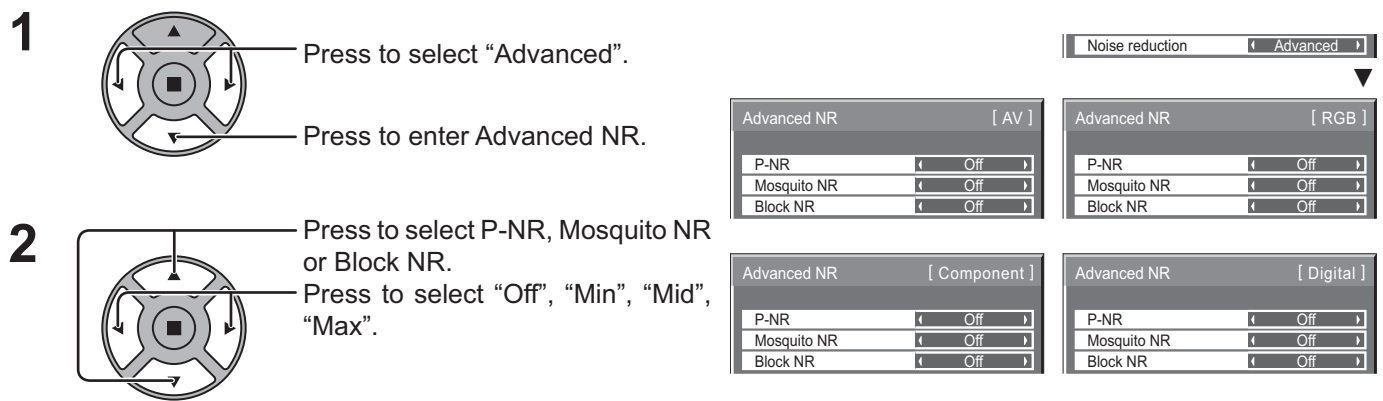 1
Press to select “Advanced”.
Press to enter Advanced NR.
Noise reduction Advanced
Advanced NR [ AV ]
P-NR Off
Mosquito NR Off
Block NR Off
Advanced NR [ RGB ]
P-NR Off
Mosquito NR Off
Block NR Off
2
Press to select P-NR, Mosquito NR
or Block NR.
Press to select “Off”, “Min”, “Mid”,
“Max”.
Advanced NR [ Component ]
P-NR Off
Mosquito NR Off
Block NR Off
Advanced NR [ Digital ]
P-NR Off
Mosquito NR Off
Block NR Off